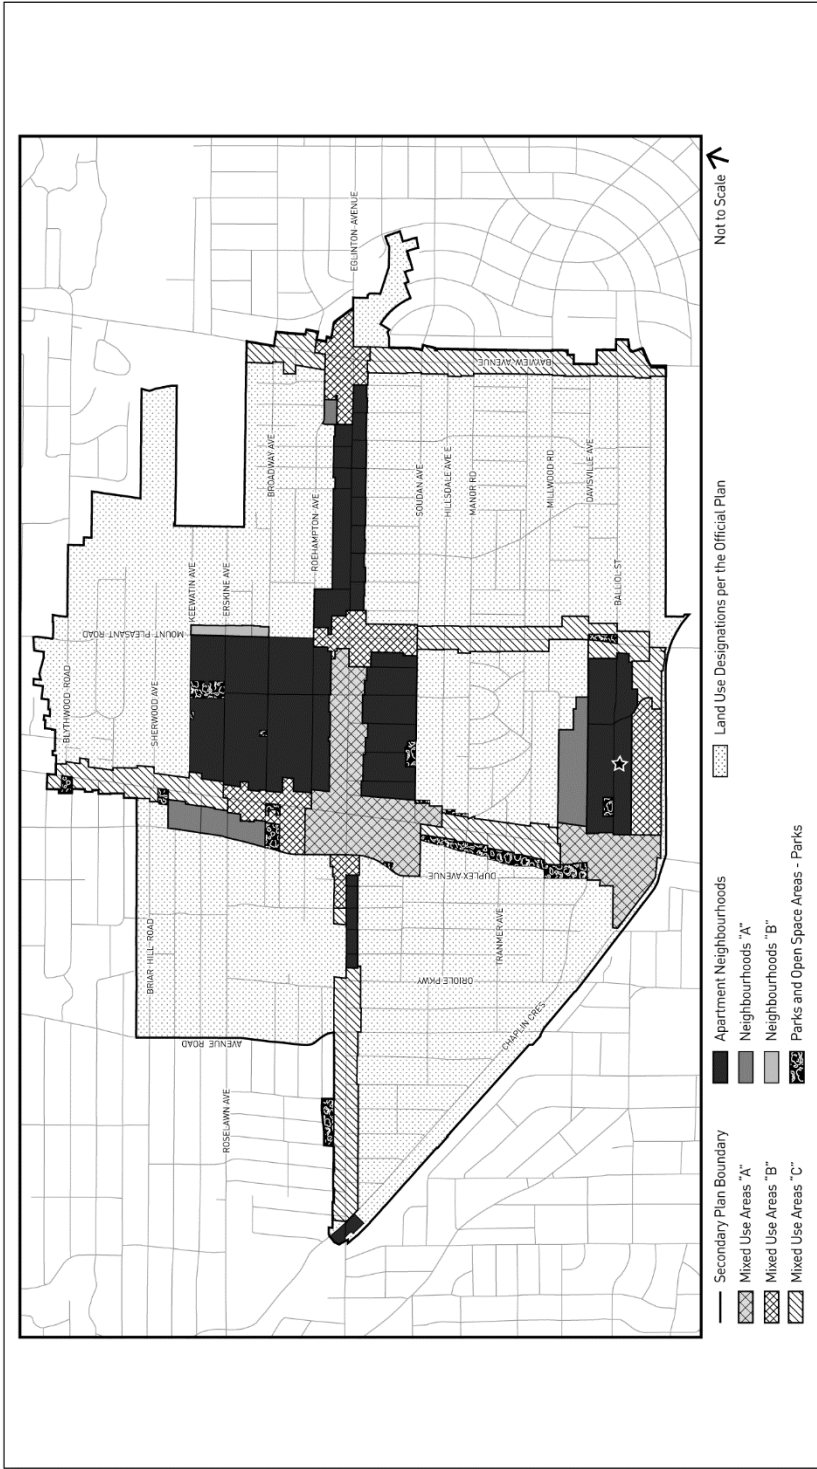 BLYTHWOOD ROAD
SHERWOOD AVE
MOUNT PLEASANT ROAD
KEEWATIN AVE
ERSKINE AVE
BROADWAY AVE
ROEHAMPTON AVE
EGLINTON AVENUE
BRIAR HILL ROAD
AVENUE ROAD
ROSELAWN AVE
DUPLEX AVENUE
ORIOLE PKWY
TRANMER AVE
CHAPLIN CRES
SOUDAN AVE
HILLSDALE AVE E
MANOR RD
MILLWOOD RD
DAVISVILLE AVE
BALLIOL ST
BAYVIEW AVENUE
Secondary Plan Boundary
Mixed Use Areas "A"
Mixed Use Areas "B"
Mixed Use Areas "C"
Apartment Neighbourhoods
Neighbourhoods "A"
Neighbourhoods "B"
Parks and Open Space Areas - Parks
Land Use Designations per the Official Plan
Not to Scale